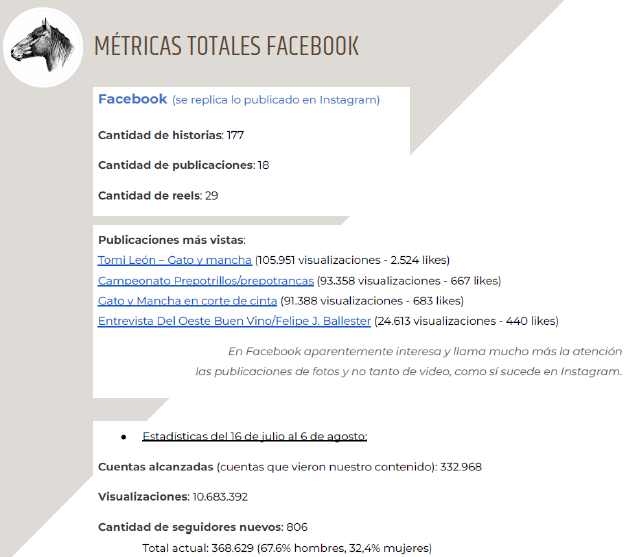 MÉTRICAS TOTALES FACEBOOK
Facebook (se replica lo publicado en Instagram)
Cantidad de historias: 177
Cantidad de publicaciones: 18
Cantidad de reels: 29
Publicaciones más vistas:
Tomi León – Gato y mancha (105.951 visualizaciones - 2.524 likes)
Campeonato Prepotrillos/prepotrancas (93.358 visualizaciones - 667 likes)
Gato y Mancha en corte de cinta (91.388 visualizaciones - 683 likes)
Entrevista Del Oeste Buen Vino/Felipe J. Ballester (24.613 visualizaciones - 440 likes)
En Facebook aparentemente interesa y llama mucho más la atención
las publicaciones de fotos y no tanto de video, como sí sucede en Instagram.
● Estadísticas del 16 de julio al 6 de agosto:
Cuentas alcanzadas (cuentas que vieron nuestro contenido): 332.968
Visualizaciones: 10.683.392
Cantidad de seguidores nuevos: 806
Total actual: 368.629 (67.6% hombres, 32,4% mujeres)